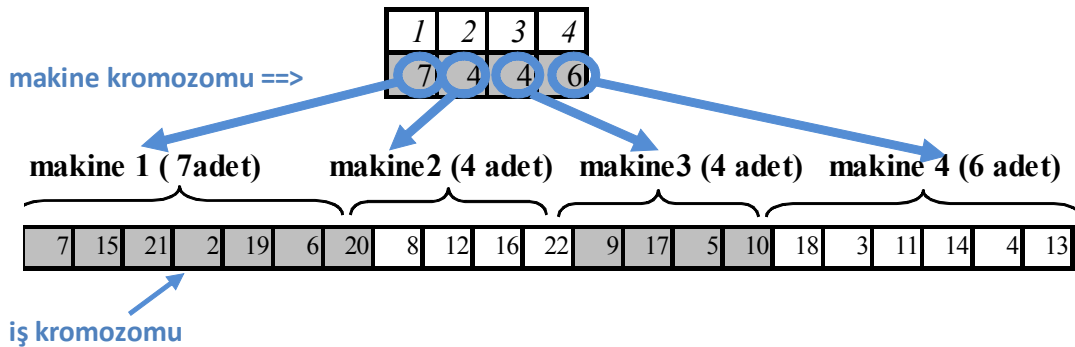 1 2 3 4
makine kromozomu ==> 7 4 4 6
makine 1 ( 7adet) makine2 (4 adet) makine3 (4 adet) makine 4 (6 adet)
7 15 21 2 19 6 20 8 12 16 22 9 17 5 10 18 3 11 14 4 13
iş kromozomu